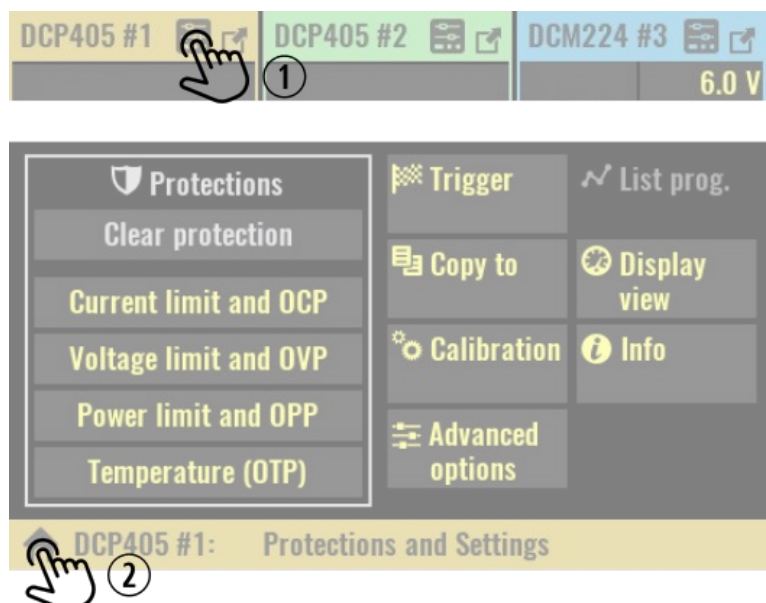 DCP405 #1 DCP405 #2 DCM224 #3
1
6.0 V
Protections
Clear protection
Current limit and OCP
Voltage limit and OVP
Power limit and OPP
Temperature (OTP)
Trigger
List prog.
Copy to
Display
view
Calibration
Info
Advanced
options
DCP405 #1: Protections and Settings
2